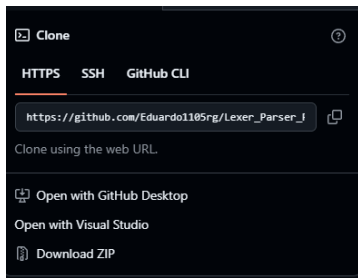 Clone
HTTPS SSH GitHub CLI
https://github.com/Eduardo1105rg/Lexer_Parser_
Clone using the web URL.
Open with GitHub Desktop
Open with Visual Studio
Download ZIP